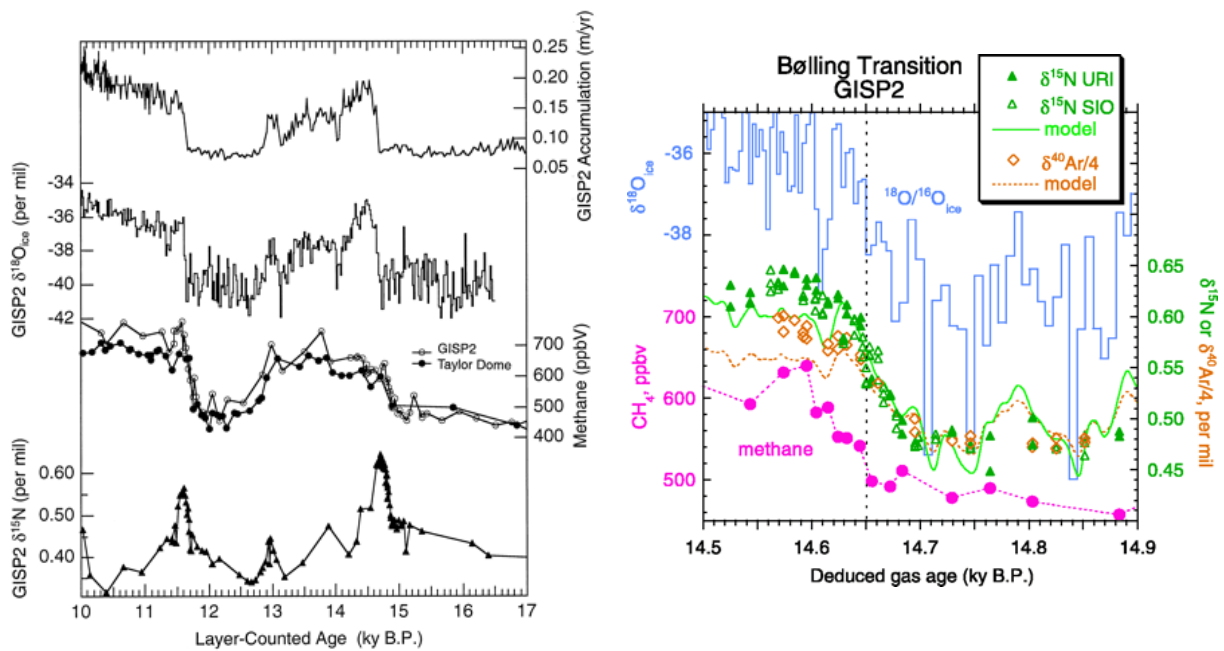 0.25
0.20
0.15
0.10
0.05
GISP2 Accumulation (m/yr)
-34
-36
-38
-40
-42
GISP2 δ¹⁸Oice (per mil)
GISP2
Taylor Dome
700
600
500
400
Methane (ppbV)
0.60
0.50
0.40
GISP2 δ¹⁵N (per mil)
10 11 12 13 14 15 16 17
Layer-Counted Age (ky B.P.)
Bølling Transition
GISP2
δ¹⁵N URI
δ¹⁵N SIO
model
δ⁴⁰Ar/4
model
-36
-38
δ¹⁸Oice
¹⁸O/¹⁶Oice
700
600
500
CH₄, ppbv
methane
0.65
0.60
0.55
0.50
0.45
δ¹⁵N or δ⁴⁰Ar/4, per mil
14.5 14.6 14.7 14.8 14.9
Deduced gas age (ky B.P.)